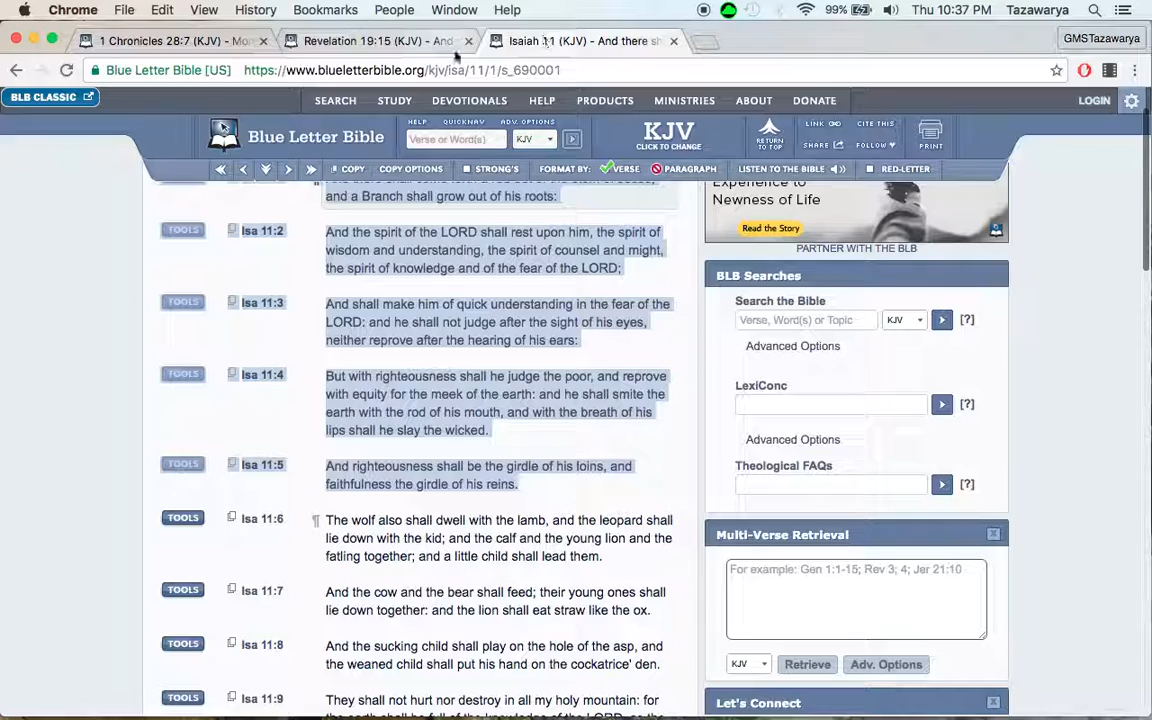 Chrome File Edit View History Bookmarks People Window Help 99% Thu 10:37 PM Tazawarya
1 Chronicles 28:7 (KJV) - Mor Revelation 19:15 (KJV) - And Isaiah 1:1 (KJV) - And there sh GMSTazawarya
Blue Letter Bible [US] https://www.blueletterbible.org/kjv/isa/11/1/s_690001
BLB CLASSIC SEARCH STUDY DEVOTIONALS HELP PRODUCTS MINISTRIES ABOUT DONATE LOGIN
HELP QUICKNAV ADV. OPTIONS
Blue Letter Bible Verse or Word(s) KJV KJV CLICK TO CHANGE RETURN TO TOP LINK CITE THIS SHARE FOLLOW PRINT
COPY COPY OPTIONS STRONG'S FORMAT BY: VERSE PARAGRAPH LISTEN TO THE BIBLE RED-LETTER
and a Branch shall grow out of his roots:
TOOLS Isa 11:2 And the spirit of the LORD shall rest upon him, the spirit of
wisdom and understanding, the spirit of counsel and might,
the spirit of knowledge and of the fear of the LORD;
TOOLS Isa 11:3 And shall make him of quick understanding in the fear of the
LORD: and he shall not judge after the sight of his eyes,
neither reprove after the hearing of his ears:
TOOLS Isa 11:4 But with righteousness shall he judge the poor, and reprove
with equity for the meek of the earth: and he shall smite the
earth with the rod of his mouth, and with the breath of his
lips shall he slay the wicked.
TOOLS Isa 11:5 And righteousness shall be the girdle of his loins, and
faithfulness the girdle of his reins.
TOOLS Isa 11:6 ¶ The wolf also shall dwell with the lamb, and the leopard shall
lie down with the kid; and the calf and the young lion and the
fatling together; and a little child shall lead them.
TOOLS Isa 11:7 And the cow and the bear shall feed; their young ones shall
lie down together: and the lion shall eat straw like the ox.
TOOLS Isa 11:8 And the sucking child shall play on the hole of the asp, and
the weaned child shall put his hand on the cockatrice' den.
TOOLS Isa 11:9 They shall not hurt nor destroy in all my holy mountain: for
Experience to
Newness of Life
Read the Story
PARTNER WITH THE BLB
BLB Searches
Search the Bible
Verse, Word(s) or Topic KJV [?]
Advanced Options
LexiConc
[?]
Advanced Options
Theological FAQs
[?]
Multi-Verse Retrieval
For example: Gen 1:1-15; Rev 3; 4; Jer 21:10
KJV Retrieve Adv. Options
Let's Connect